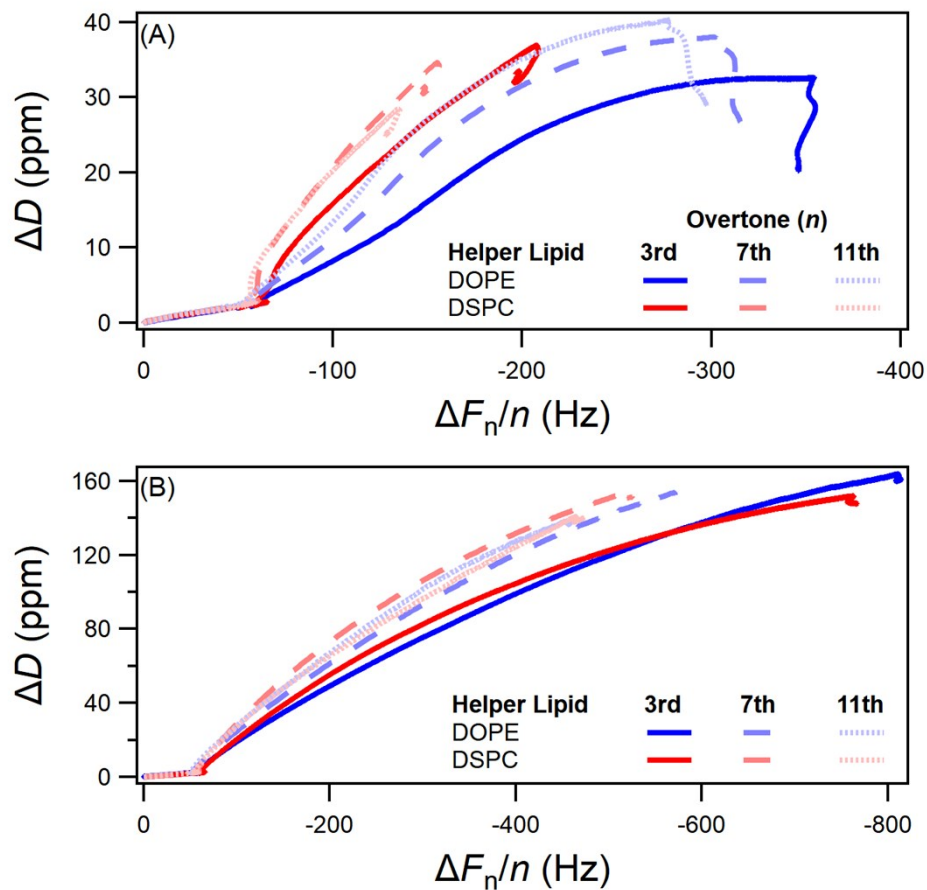 (A)
40
30
20
10
0
ΔD (ppm)
Overtone (n)
Helper Lipid 3rd 7th 11th
DOPE
DSPC
0 -100 -200 -300 -400
ΔFn/n (Hz)
(B)
160
120
80
40
0
ΔD (ppm)
Helper Lipid 3rd 7th 11th
DOPE
DSPC
0 -200 -400 -600 -800
ΔFn/n (Hz)